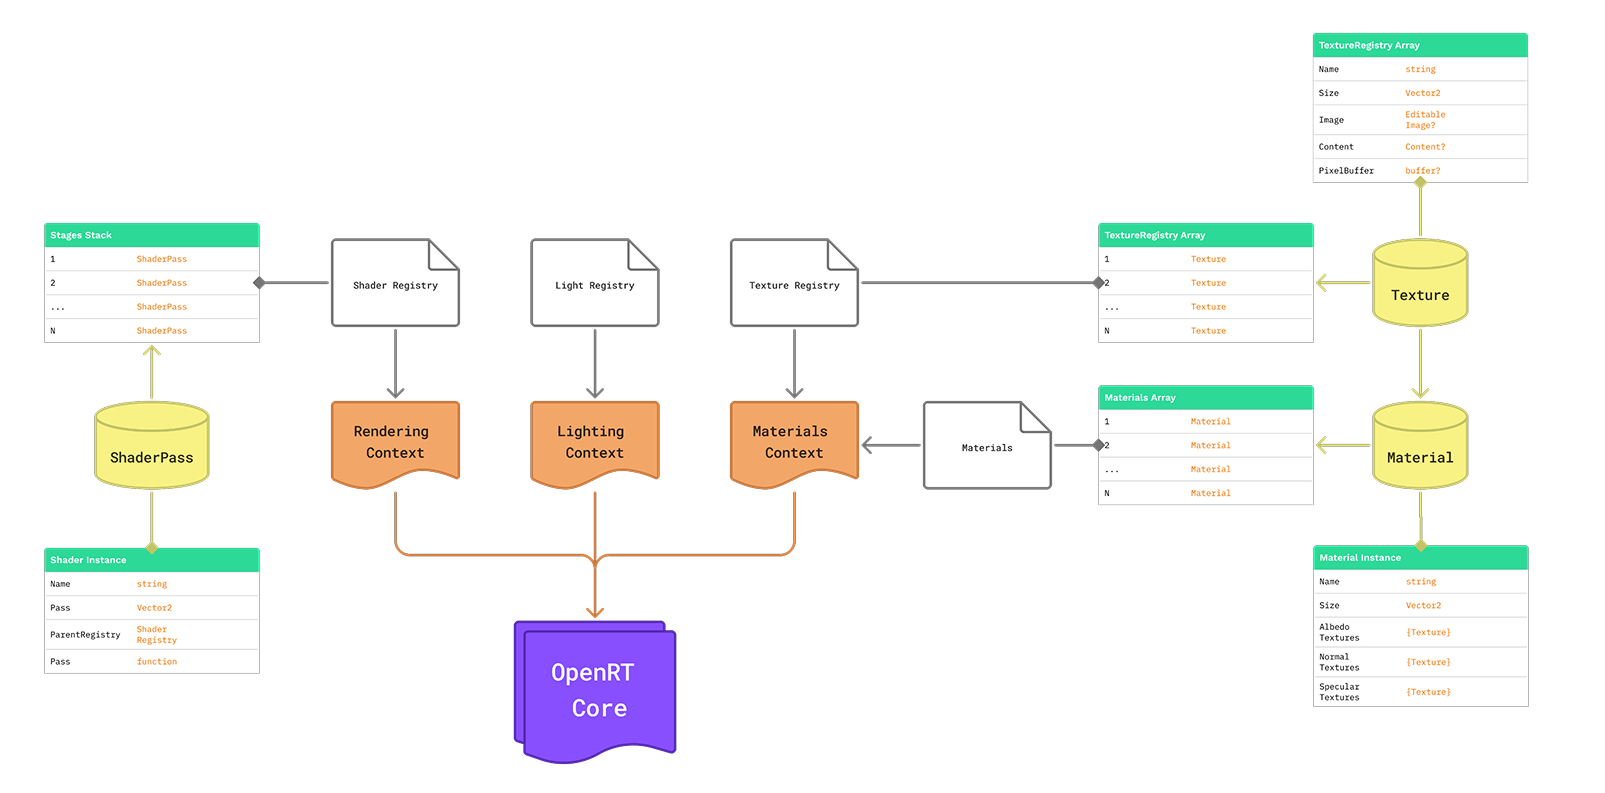 TextureRegistry Array
Name string
Size Vector2
Image Editable
Image?
Content Content?
PixelBuffer buffer?
Stages Stack
1 ShaderPass
2 ShaderPass
... ShaderPass
N ShaderPass
Shader Registry
Light Registry
Texture Registry
TextureRegistry Array
1 Texture
2 Texture
... Texture
N Texture
Texture
ShaderPass
Rendering
Context
Lighting
Context
Materials
Context
Materials
Materials Array
1 Material
2 Material
... Material
N Material
Material
Shader Instance
Name string
Pass Vector2
ParentRegistry Shader
Registry
Pass function
OpenRT
Core
Material Instance
Name string
Size Vector2
Albedo
Textures {Texture}
Normal
Textures {Texture}
Specular
Textures {Texture}